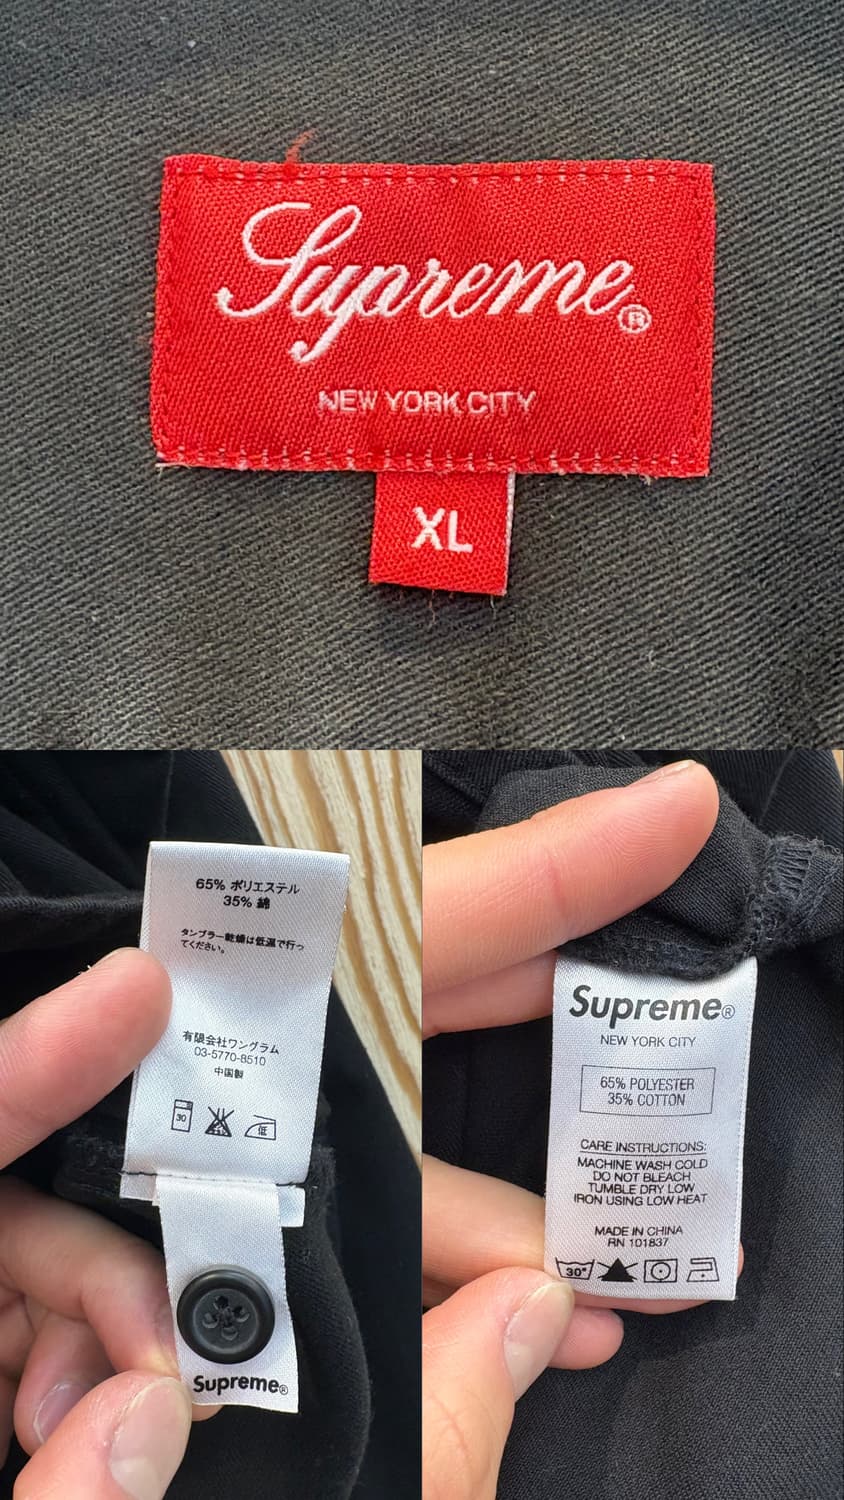 Supreme®
NEW YORK CITY
XL
65% ポリエステル
35% 綿
タンブラー乾燥は低温で行っ
てください。
有限会社ワングラム
03-5770-8510
中国製
30
低
Supreme®
Supreme®
NEW YORK CITY
65% POLYESTER
35% COTTON
CARE INSTRUCTIONS:
MACHINE WASH COLD
DO NOT BLEACH
TUMBLE DRY LOW
IRON USING LOW HEAT
MADE IN CHINA
RN 101837
30°